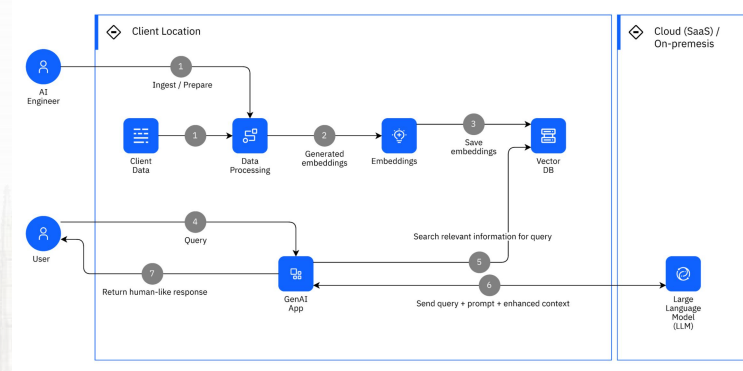 Client Location
Cloud (SaaS) /
On-premesis
1
Ingest / Prepare
AI
Engineer
1
2
3
Client
Data
Data
Processing
Generated
embeddings
Embeddings
Save
embeddings
Vector
DB
4
Query
User
Search relevant information for query
5
7
Return human-like response
GenAI
App
6
Send query + prompt + enhanced context
Large
Language
Model
(LLM)